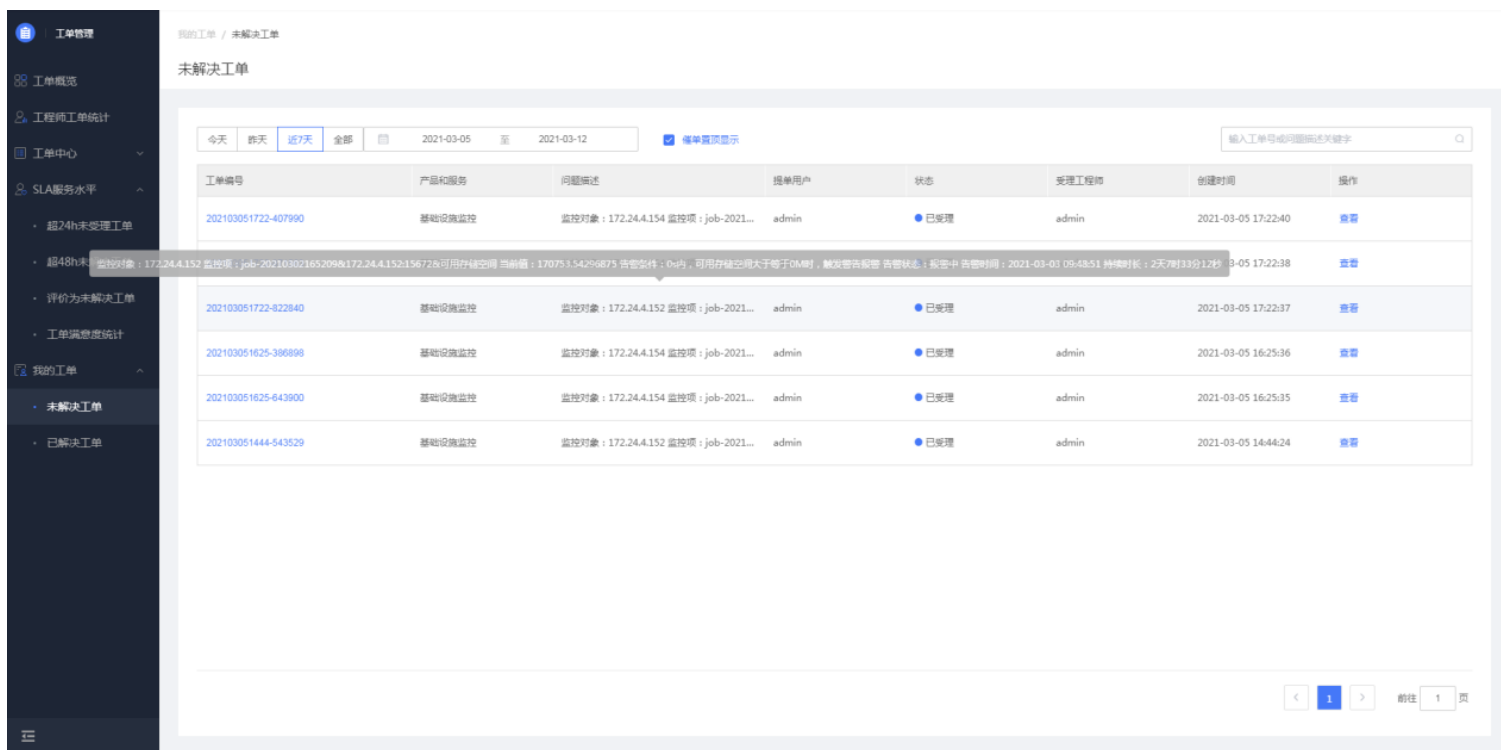 工单管理
工单概览
工程师工单统计
工单中心
SLA服务水平
超24h未受理工单
超48h未
评价为未解决工单
工单满意度统计
我的工单
未解决工单
已解决工单
我的工单 / 未解决工单
未解决工单
今天 昨天 近7天 全部 2021-03-05 至 2021-03-12 催单置顶显示 输入工单号或问题描述关键字
工单编号 产品和服务 问题描述 提单用户 状态 受理工程师 创建时间 操作
202103051722-407990 基础设施监控 监控对象：172.24.4.154 监控项：job-2021... admin 已受理 admin 2021-03-05 17:22:40 查看
监控对象：172.24.4.152 监控项：job-20210302165209&172.24.4.152:15672&可用存储空间 当前值：170753.54296875 告警条件：0s内，可用存储空间大于等于0M时，触发警告报警 告警状态：报警中 告警时间：2021-03-03 09:48:51 持续时长：2天7时33分12秒
3-05 17:22:38 查看
202103051722-822840 基础设施监控 监控对象：172.24.4.152 监控项：job-2021... admin 已受理 admin 2021-03-05 17:22:37 查看
202103051625-386898 基础设施监控 监控对象：172.24.4.154 监控项：job-2021... admin 已受理 admin 2021-03-05 16:25:36 查看
202103051625-643900 基础设施监控 监控对象：172.24.4.154 监控项：job-2021... admin 已受理 admin 2021-03-05 16:25:35 查看
202103051444-543529 基础设施监控 监控对象：172.24.4.152 监控项：job-2021... admin 已受理 admin 2021-03-05 14:44:24 查看
< 1 > 前往 1 页